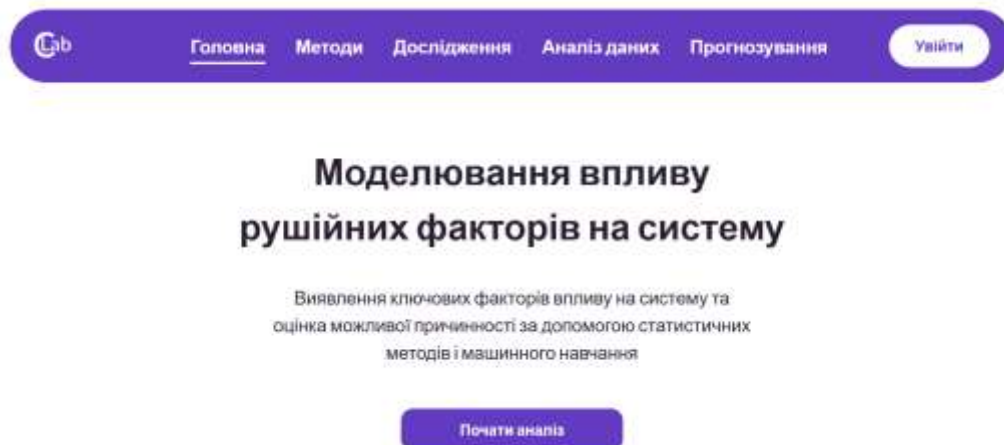 CLab
Головна Методи Дослідження Аналіз даних Прогнозування Увійти
Моделювання впливу
рушійних факторів на систему
Виявлення ключових факторів впливу на систему та
оцінка можливої причинності за допомогою статистичних
методів і машинного навчання
Почати аналіз